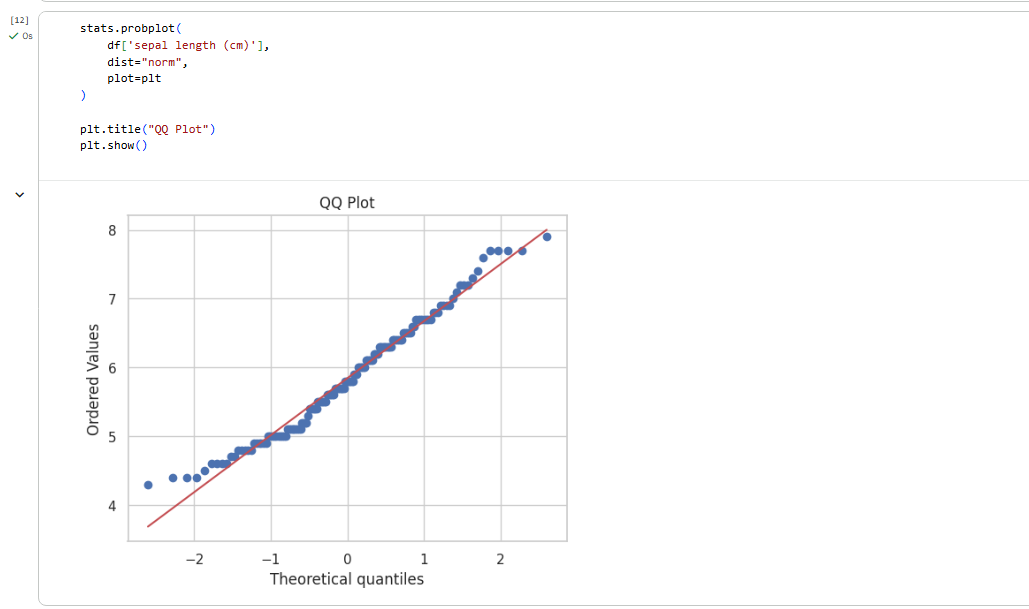 [12]
0s
stats.probplot(
df['sepal length (cm)'],
dist="norm",
plot=plt
)
plt.title("QQ Plot")
plt.show()
QQ Plot
8
7
6
5
4
Ordered Values
−2
−1
0
1
2
Theoretical quantiles